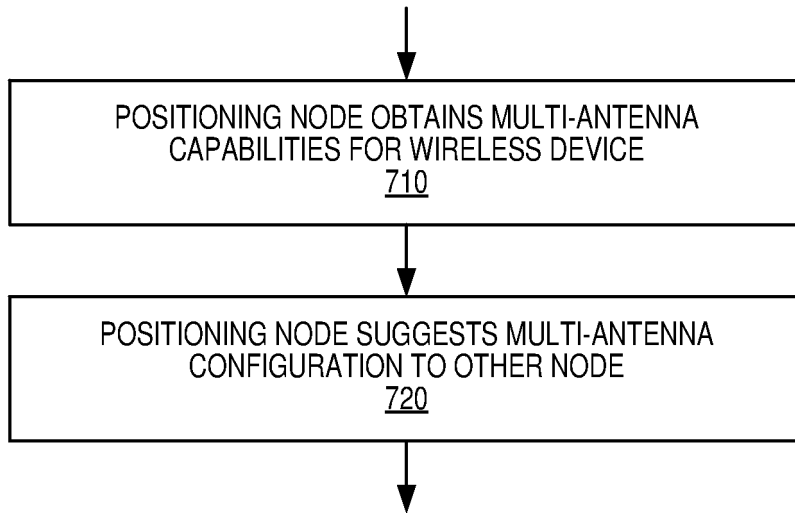 POSITIONING NODE OBTAINS MULTI-ANTENNA
CAPABILITIES FOR WIRELESS DEVICE
710
POSITIONING NODE SUGGESTS MULTI-ANTENNA
CONFIGURATION TO OTHER NODE
720